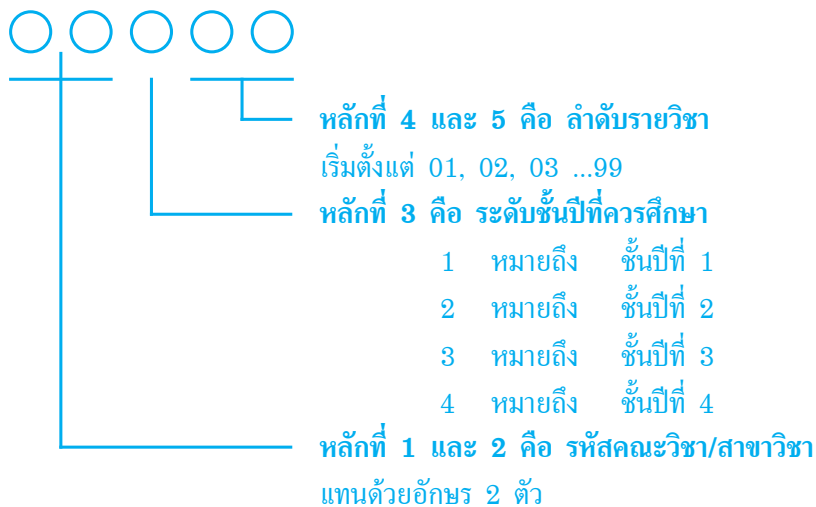 หลักที่ 4 และ 5 คือ ลำดับรายวิชา
เริ่มตั้งแต่ 01, 02, 03 ...99
หลักที่ 3 คือ ระดับชั้นปีที่ควรศึกษา
1 หมายถึง ชั้นปีที่ 1
2 หมายถึง ชั้นปีที่ 2
3 หมายถึง ชั้นปีที่ 3
4 หมายถึง ชั้นปีที่ 4
หลักที่ 1 และ 2 คือ รหัสคณะวิชา/สาขาวิชา
แทนด้วยอักษร 2 ตัว